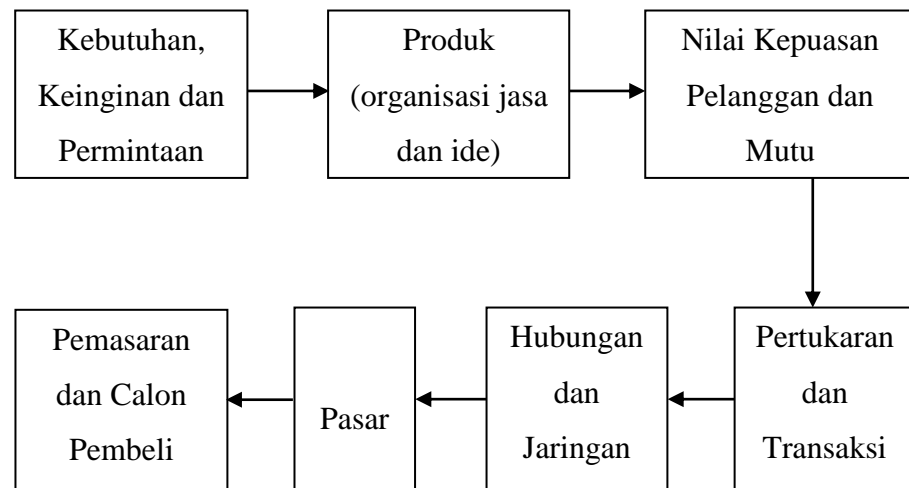 Kebutuhan,
Keinginan dan
Permintaan
Produk
(organisasi jasa
dan ide)
Nilai Kepuasan
Pelanggan dan
Mutu
Pertukaran
dan
Transaksi
Hubungan
dan
Jaringan
Pasar
Pemasaran
dan Calon
Pembeli